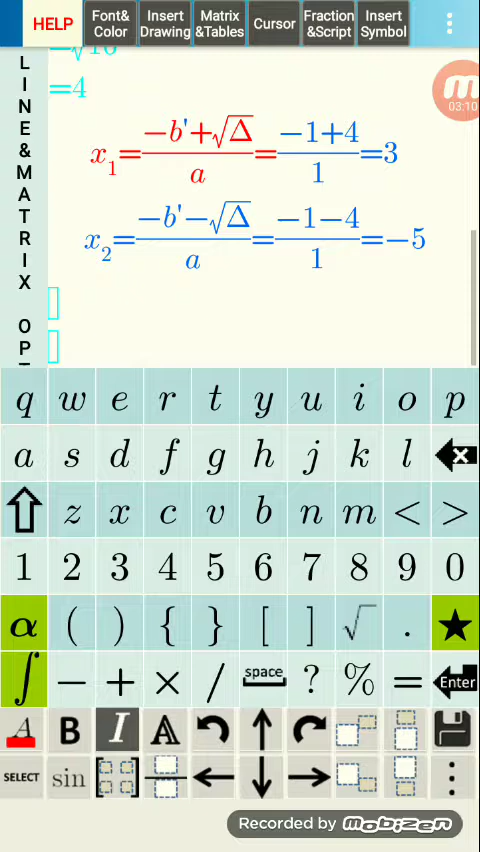 HELP Font& Color Insert Drawing Matrix &Tables Cursor Fraction &Script Insert Symbol
=4
x₁=(−b'+√Δ)/a=(−1+4)/1=3
x₂=(−b'−√Δ)/a=(−1−4)/1=−5
LINE&MATRIX OP
03:10
q w e r t y u i o p
a s d f g h j k l
z x c v b n m < >
1 2 3 4 5 6 7 8 9 0
α ( ) { } [ ] √ . ★
∫ − + × / space ? % = Enter
A B I A
SELECT sin
Recorded by mobizen